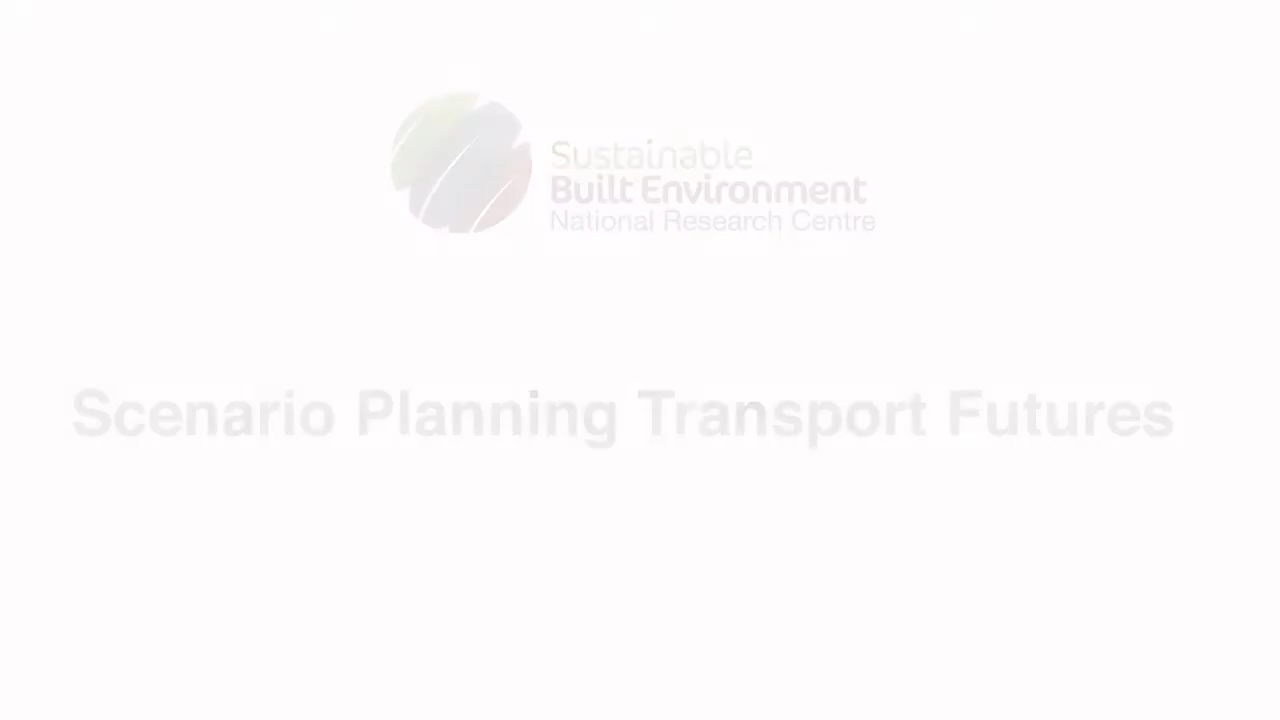 Sustainable
Built Environment
National Research Centre
Scenario Planning Transport Futures